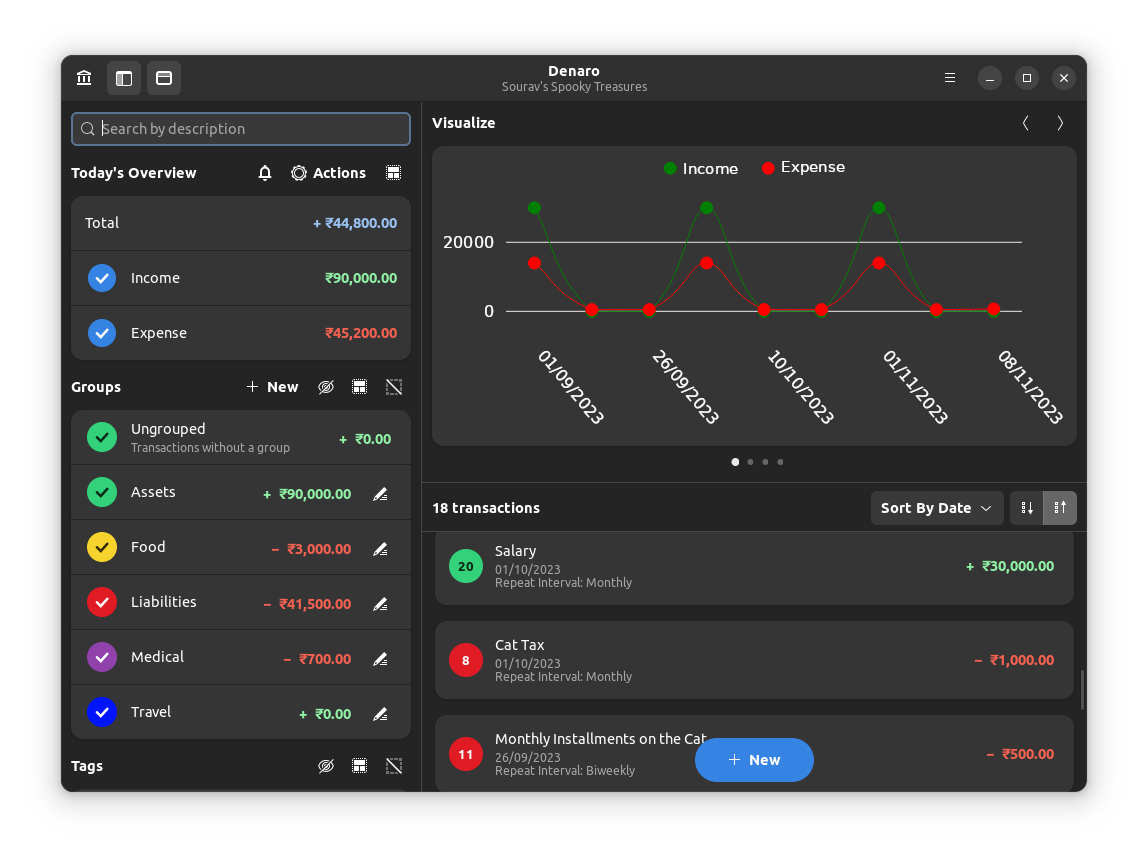 Denaro
Sourav's Spooky Treasures
Search by description
Today's Overview
Actions
Total
+ ₹44,800.00
Income
₹90,000.00
Expense
₹45,200.00
Groups
New
Ungrouped
Transactions without a group
+ ₹0.00
Assets
+ ₹90,000.00
Food
− ₹3,000.00
Liabilities
− ₹41,500.00
Medical
− ₹700.00
Travel
+ ₹0.00
Tags
Visualize
Income Expense
20000
0
01/09/2023
26/09/2023
10/10/2023
01/11/2023
08/11/2023
18 transactions
Sort By Date
20
Salary
01/10/2023
Repeat Interval: Monthly
+ ₹30,000.00
8
Cat Tax
01/10/2023
Repeat Interval: Monthly
− ₹1,000.00
11
Monthly Installments on the Cat
26/09/2023
Repeat Interval: Biweekly
− ₹500.00
New